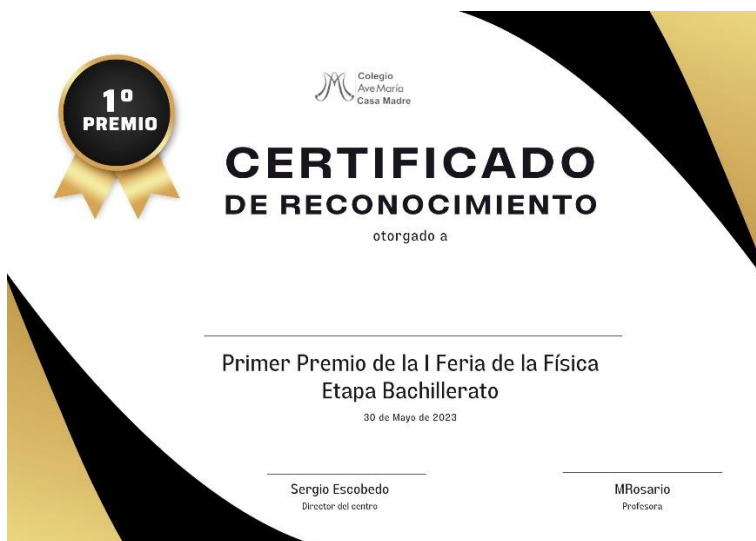 1º
PREMIO
Colegio
Ave María
Casa Madre
CERTIFICADO
DE RECONOCIMIENTO
otorgado a
Primer Premio de la I Feria de la Física
Etapa Bachillerato
30 de Mayo de 2023
Sergio Escobedo
Director del centro
MRosario
Profesora